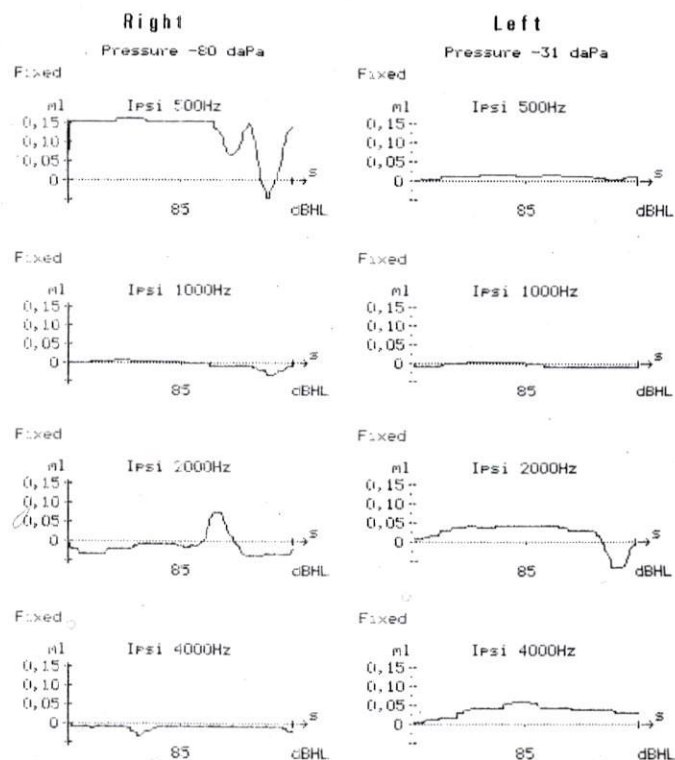 Right
Pressure -80 daPa
Fixed
ml Ipsi 500Hz
0,15
0,10
0,05
0
s
85 dBHL
Fixed
ml Ipsi 1000Hz
0,15
0,10
0,05
0
s
85 dBHL
Fixed
ml Ipsi 2000Hz
0,15
0,10
0,05
0
s
85 dBHL
Fixed
ml Ipsi 4000Hz
0,15
0,10
0,05
0
s
85 dBHL
Left
Pressure -31 daPa
Fixed
ml Ipsi 500Hz
0,15
0,10
0,05
0
s
85 dBHL
Fixed
ml Ipsi 1000Hz
0,15
0,10
0,05
0
s
85 dBHL
Fixed
ml Ipsi 2000Hz
0,15
0,10
0,05
0
s
85 dBHL
Fixed
ml Ipsi 4000Hz
0,15
0,10
0,05
0
s
85 dBHL